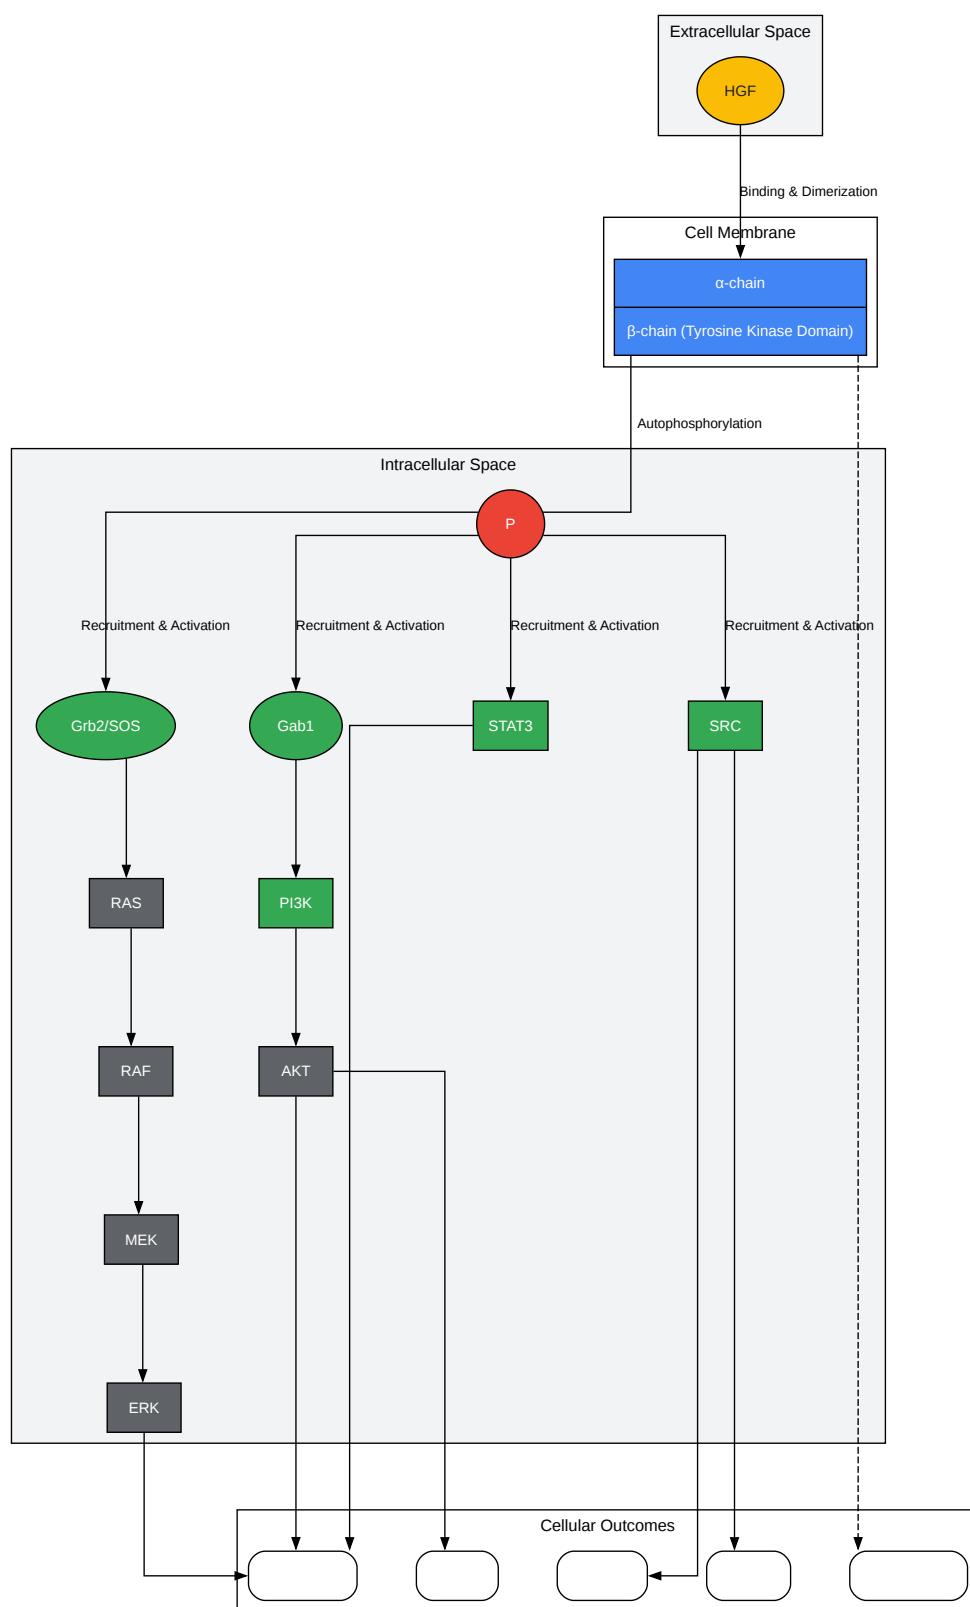 Extracellular Space
HGF
Binding & Dimerization
Cell Membrane
α-chain
β-chain (Tyrosine Kinase Domain)
Autophosphorylation
Intracellular Space
P
Recruitment & Activation
Recruitment & Activation
Recruitment & Activation
Recruitment & Activation
Grb2/SOS
Gab1
STAT3
SRC
RAS
PI3K
RAF
AKT
MEK
ERK
Cellular Outcomes